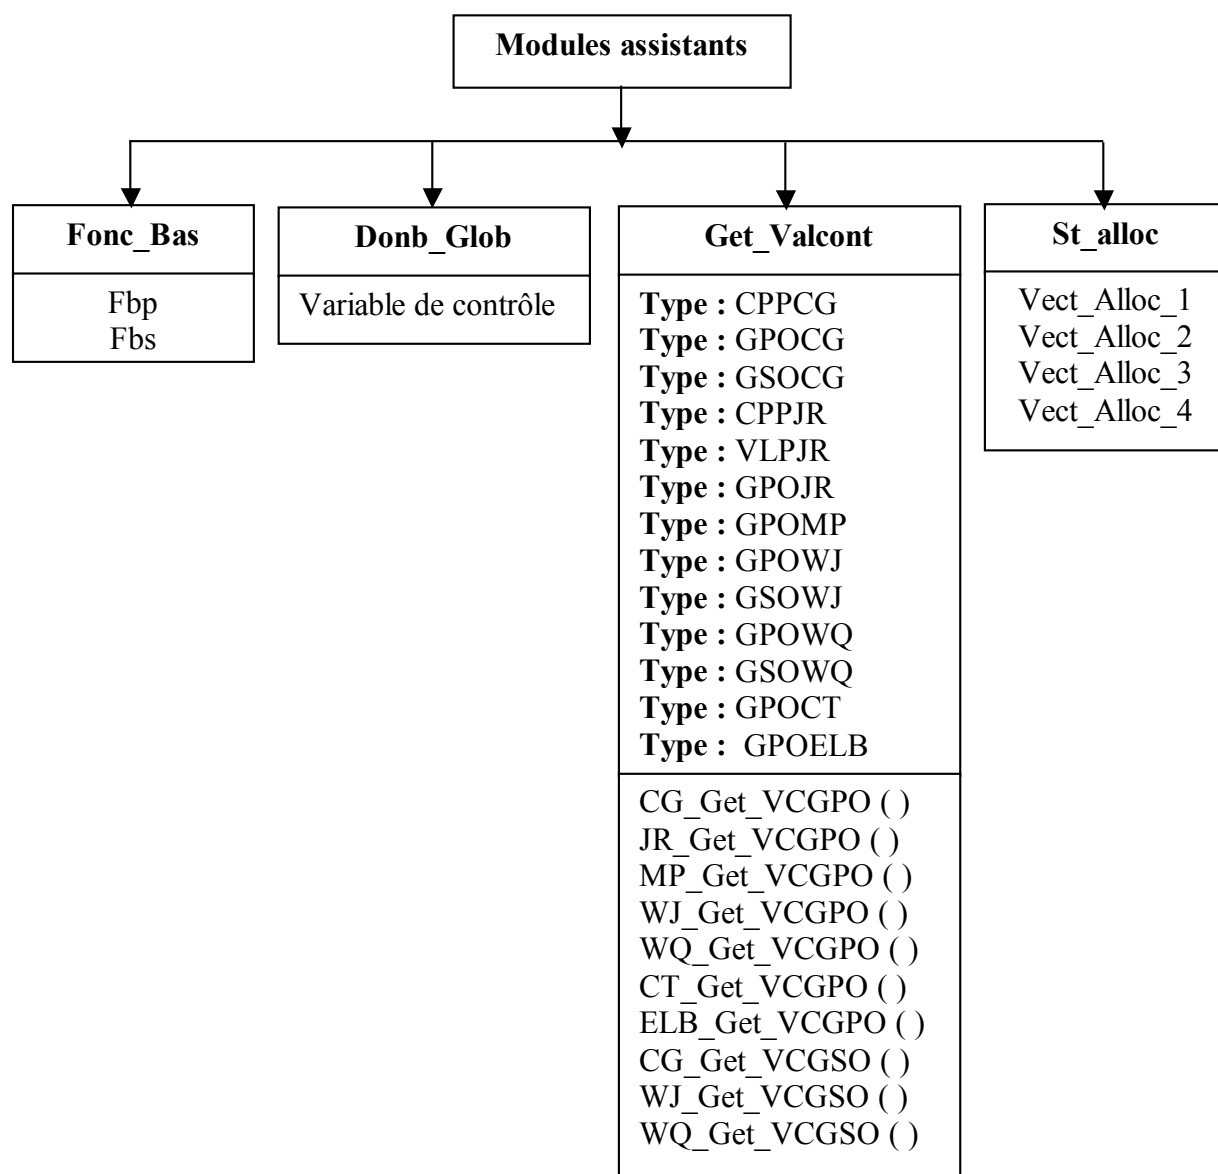 Modules assistants
Fonc_Bas
Fbp
Fbs
Donb_Glob
Variable de contrôle
Get_Valcont
Type : CPPCG
Type : GPOCG
Type : GSOCG
Type : CPPJR
Type : VLPJR
Type : GPOJR
Type : GPOMP
Type : GPOWJ
Type : GSOWJ
Type : GPOWQ
Type : GSOWQ
Type : GPOCT
Type : GPOELB
CG_Get_VCGPO ( )
JR_Get_VCGPO ( )
MP_Get_VCGPO ( )
WJ_Get_VCGPO ( )
WQ_Get_VCGPO ( )
CT_Get_VCGPO ( )
ELB_Get_VCGPO ( )
CG_Get_VCGSO ( )
WJ_Get_VCGSO ( )
WQ_Get_VCGSO ( )
St_alloc
Vect_Alloc_1
Vect_Alloc_2
Vect_Alloc_3
Vect_Alloc_4